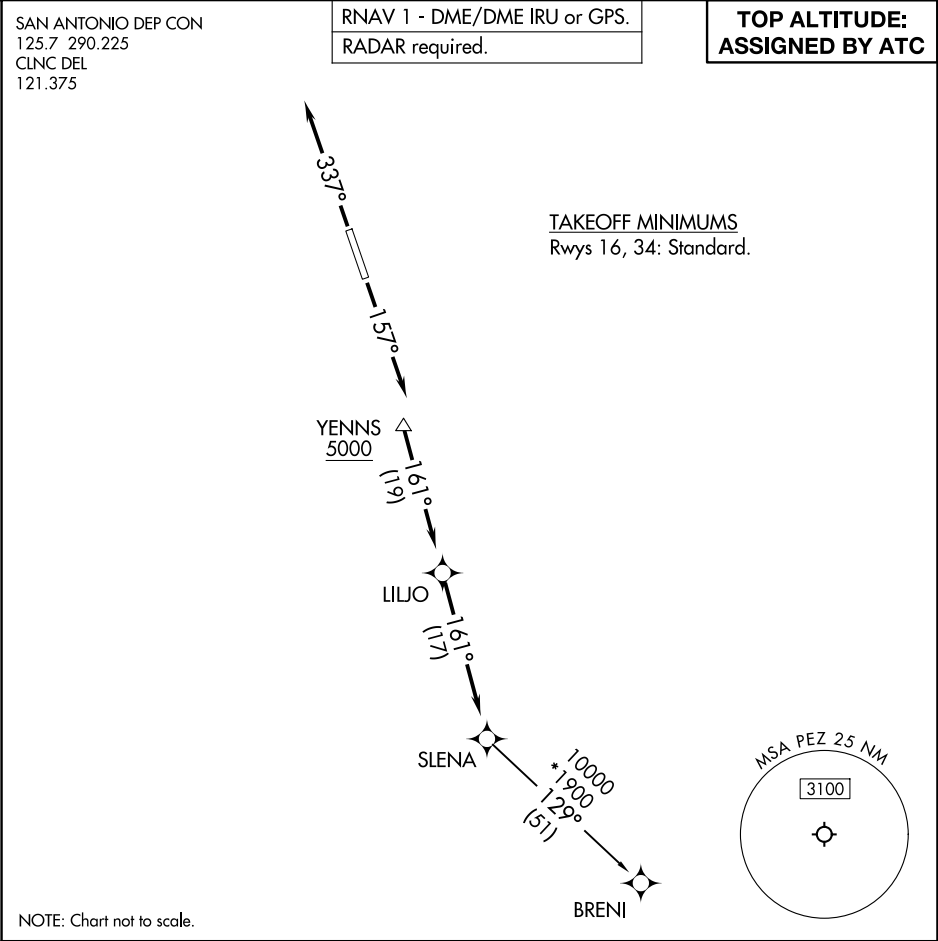 SAN ANTONIO DEP CON
125.7 290.225
CLNC DEL
121.375
RNAV 1 - DME/DME IRU or GPS.
RADAR required.
TOP ALTITUDE:
ASSIGNED BY ATC
337°
TAKEOFF MINIMUMS
Rwys 16, 34: Standard.
157°
YENNS
5000
161°
(19)
LILJO
161°
(17)
SLENA
10000
*1900
129°
(51)
BRENI
MSA PEZ 25 NM
3100
NOTE: Chart not to scale.